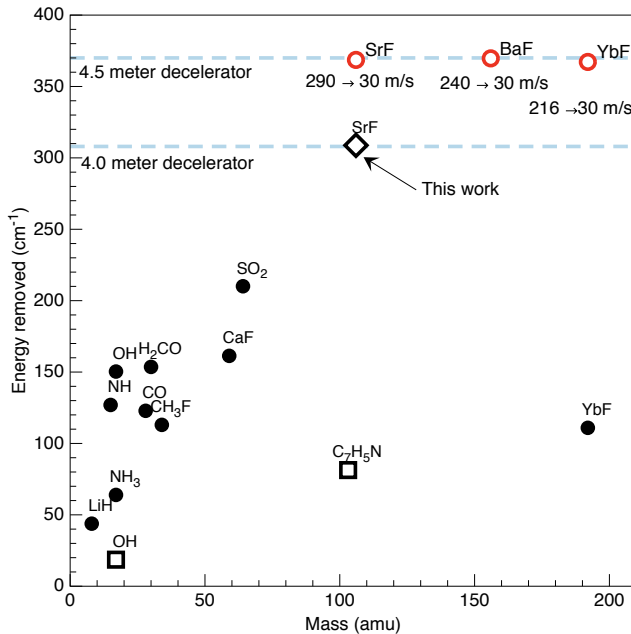 400
350
300
250
200
150
100
50
0
0
50
100
150
200
Energy removed (cm⁻¹)
Mass (amu)
SrF
BaF
YbF
4.5 meter decelerator
290 → 30 m/s
240 → 30 m/s
216 →30 m/s
SrF
4.0 meter decelerator
This work
SO₂
CaF
OH
H₂CO
NH
CO
CH₃F
YbF
C₇H₅N
NH₃
LiH
OH